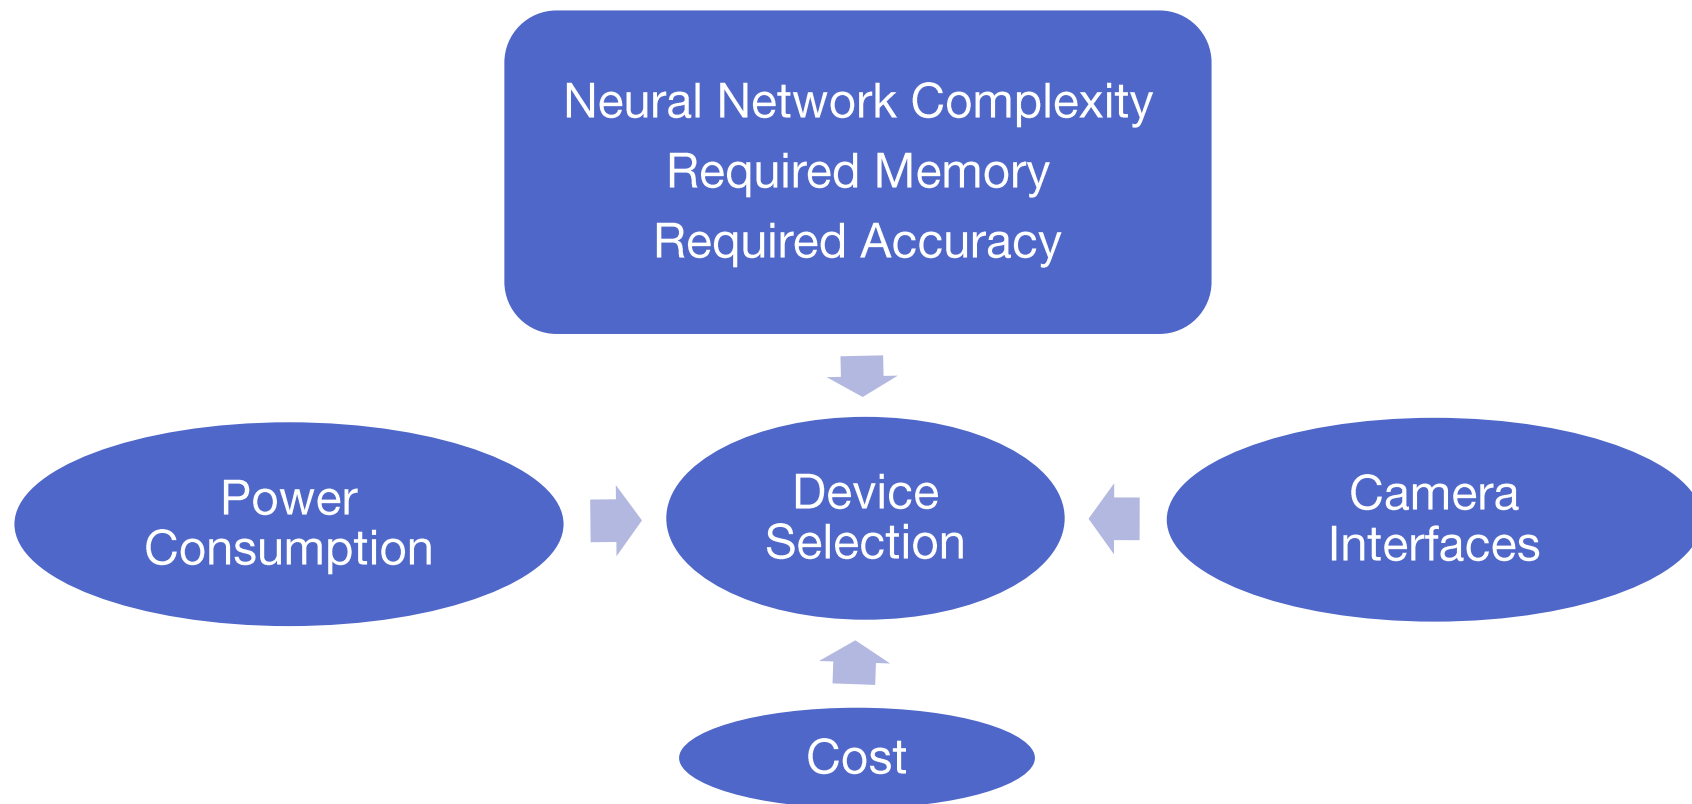 Neural Network Complexity
Required Memory
Required Accuracy
Power
Consumption
Device
Selection
Camera
Interfaces
Cost